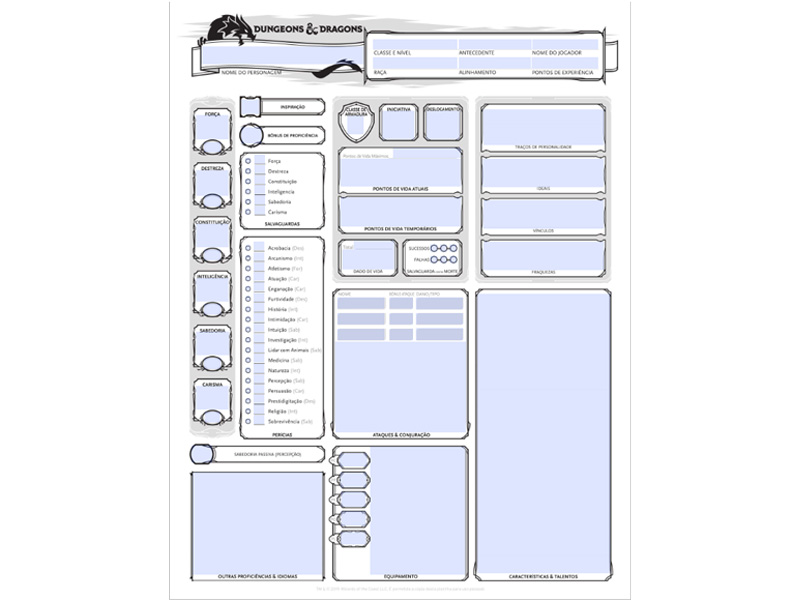 DUNGEONS & DRAGONS
NOME DO PERSONAGEM
CLASSE E NÍVEL
ANTECEDENTE
NOME DO JOGADOR
RAÇA
ALINHAMENTO
PONTOS DE EXPERIÊNCIA
FORÇA
DESTREZA
CONSTITUIÇÃO
INTELIGÊNCIA
SABEDORIA
CARISMA
INSPIRAÇÃO
BÔNUS DE PROFICIÊNCIA
Força
Destreza
Constituição
Inteligência
Sabedoria
Carisma
SALVAGUARDAS
Acrobacia (Des)
Arcanismo (Int)
Atletismo (For)
Atuação (Car)
Enganação (Car)
Furtividade (Des)
História (Int)
Intimidação (Car)
Intuição (Sab)
Investigação (Int)
Lidar com Animais (Sab)
Medicina (Sab)
Natureza (Int)
Percepção (Sab)
Persuasão (Car)
Prestidigitação (Des)
Religião (Int)
Sobrevivência (Sab)
PERÍCIAS
SABEDORIA PASSIVA (PERCEPÇÃO)
OUTRAS PROFICIÊNCIAS & IDIOMAS
CLASSE DE
ARMADURA
INICIATIVA
DESLOCAMENTO
Pontos de Vida Máximos
PONTOS DE VIDA ATUAIS
PONTOS DE VIDA TEMPORÁRIOS
Total
DADO DE VIDA
SUCESSOS
FALHAS
SALVAGUARDA contra MORTE
NOME
ATAQUES & CONJURAÇÃO
EQUIPAMENTO
TRAÇOS DE PERSONALIDADE
IDEAIS
VÍNCULOS
FRAQUEZAS
CARACTERÍSTICAS & TALENTOS